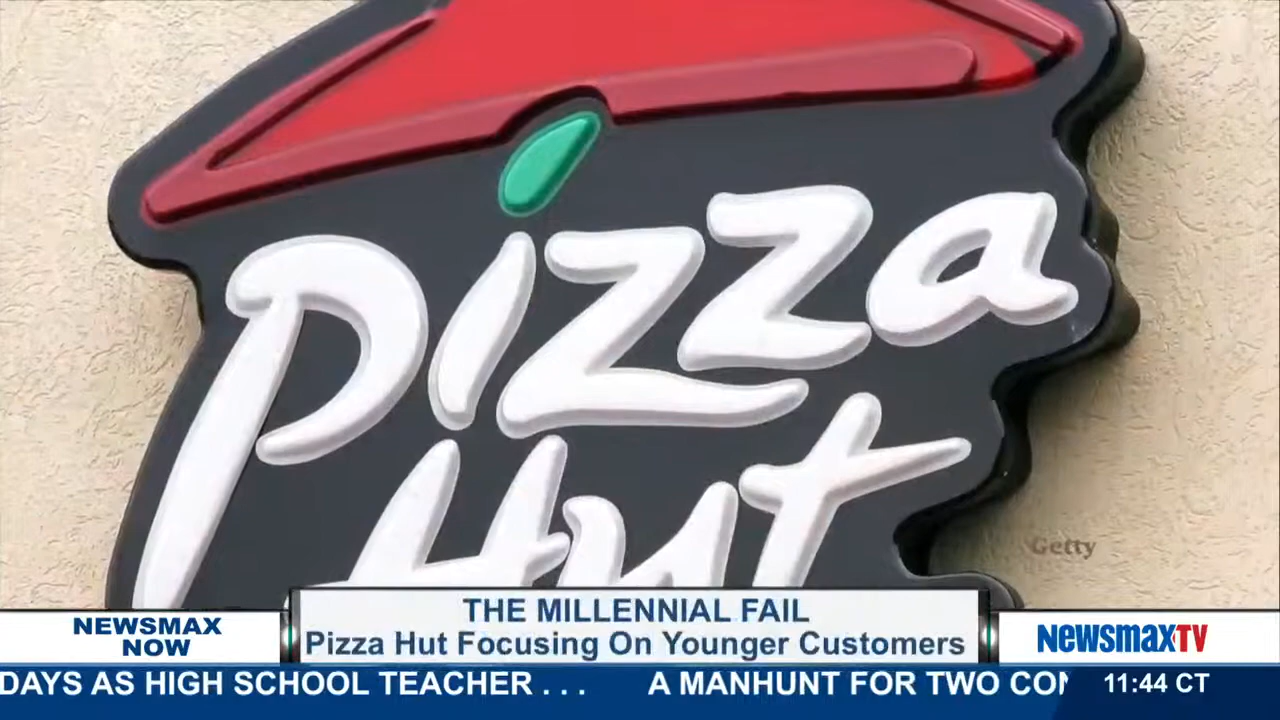 Pizza
Hut
Getty
THE MILLENNIAL FAIL
Pizza Hut Focusing On Younger Customers
NEWSMAX
NOW
NEWSMAXTV
DAYS AS HIGH SCHOOL TEACHER . . . A MANHUNT FOR TWO
11:44 CT